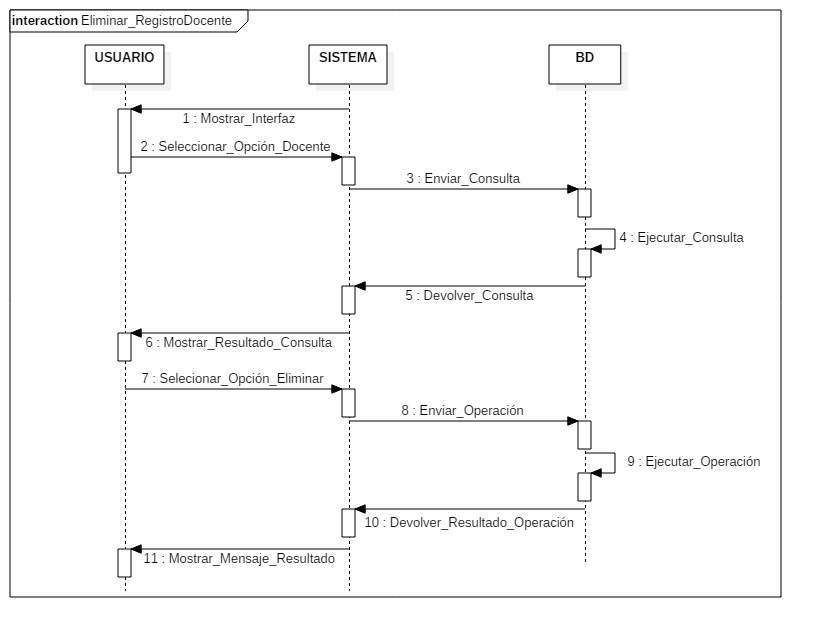 interaction Eliminar_RegistroDocente
USUARIO
SISTEMA
BD
1 : Mostrar_Interfaz
2 : Seleccionar_Opción_Docente
3 : Enviar_Consulta
4 : Ejecutar_Consulta
5 : Devolver_Consulta
6 : Mostrar_Resultado_Consulta
7 : Selecionar_Opción_Eliminar
8 : Enviar_Operación
9 : Ejecutar_Operación
10 : Devolver_Resultado_Operación
11 : Mostrar_Mensaje_Resultado